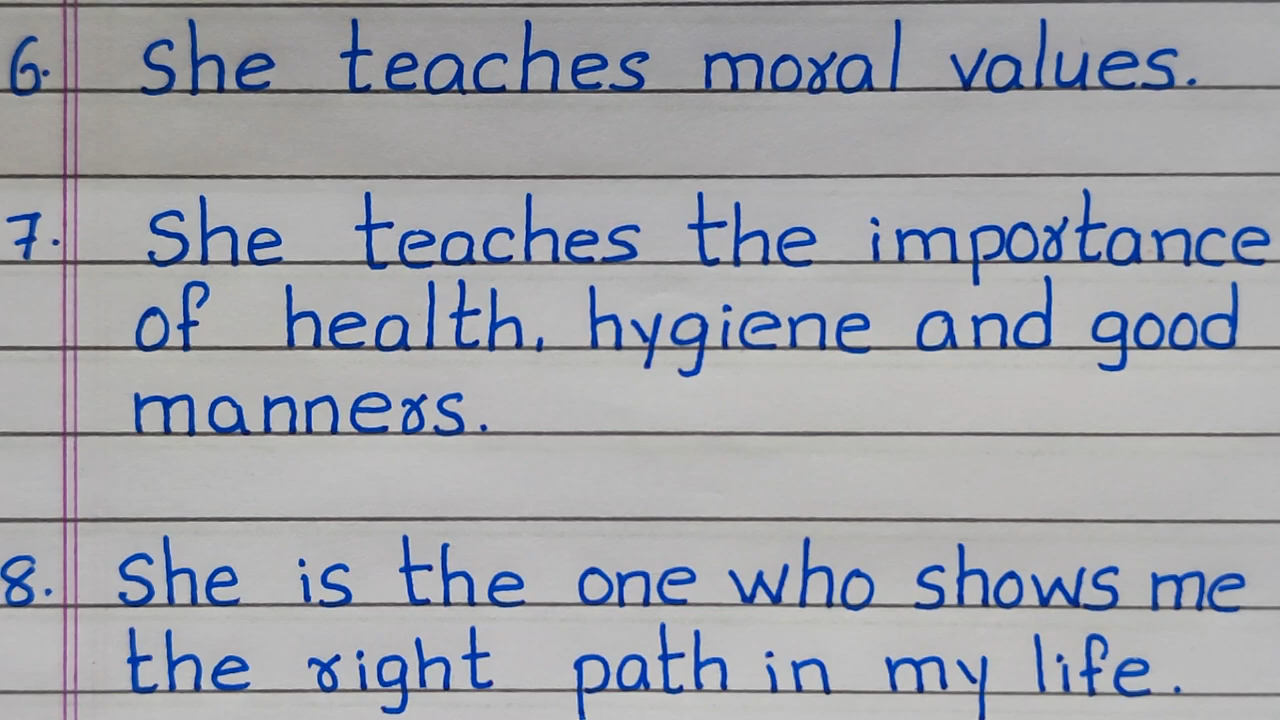 6. She teaches moral values.
7. She teaches the importance
of health, hygiene and good
manners.
8. She is the one who shows me
the right path in my life.